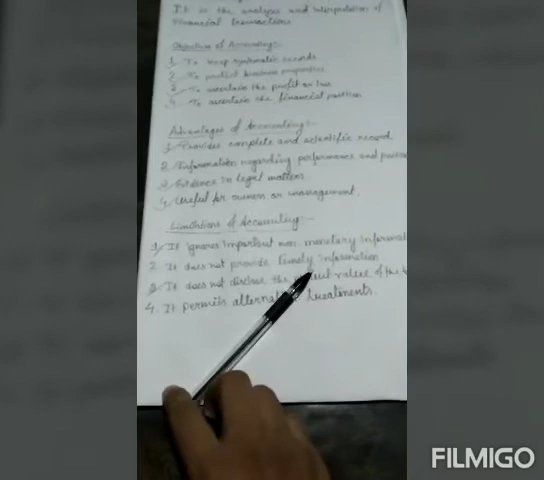 It is the analysis and interpretation of
financial transactions
Objective of Accounting:-
1. To keep systematic records
2. To protect business properties
3. To ascertain the profit or loss
4. To ascertain the financial position
Advantages of Accounting:-
1. Provides complete and scientific record
2. Information regarding performance and
3. Evidence in legal matters
4. Useful for owners or management.
Limitations of Accounting:-
1. It ignores important non monetary informat
2. It does not provide timely information
3. It does not disclose the value of the
4. It permits alternative treatments.
FILMIGO